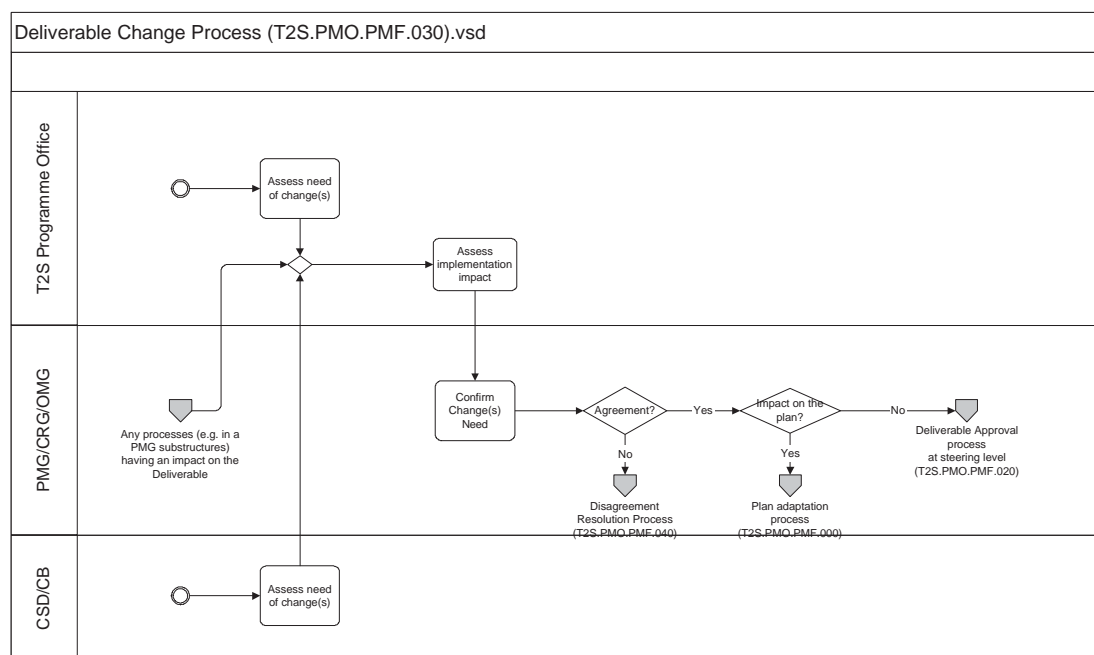 Deliverable Change Process (T2S.PMO.PMF.030).vsd
T2S Programme Office
Assess need
of change(s)
Assess
implementation
impact
PMG/CRG/OMG
Any processes (e.g. in a
PMG substructures)
having an impact on the
Deliverable
Confirm
Change(s)
Need
Agreement?
Yes
No
Disagreement
Resolution Process
(T2S.PMO.PMF.040)
Impact on the
plan?
No
Yes
Plan adaptation
process
(T2S.PMO.PMF.000)
Deliverable Approval
process
at steering level
(T2S.PMO.PMF.020)
CSD/CB
Assess need
of change(s)